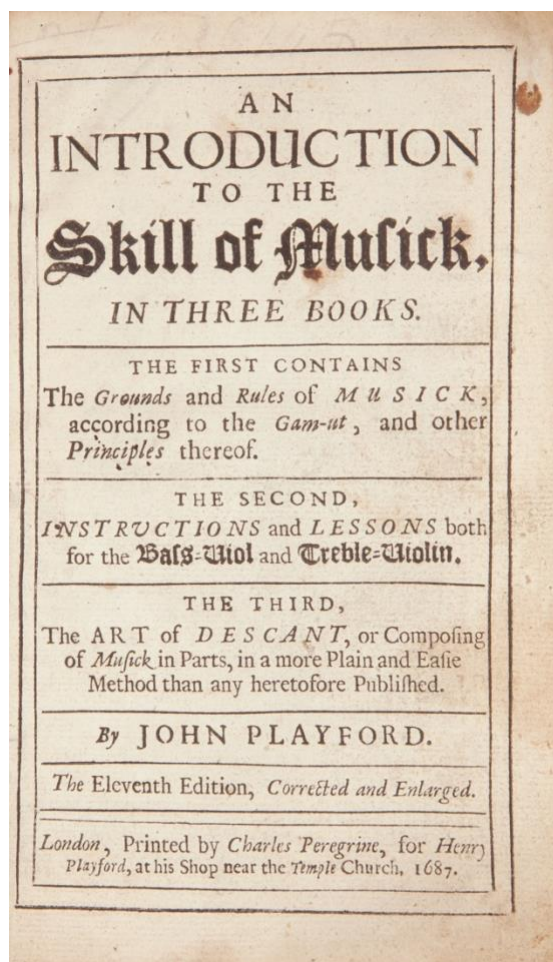 AN
INTRODUCTION
TO THE
Skill of Muſick,
IN THREE BOOKS.
THE FIRST CONTAINS
The Grounds and Rules of MUSICK,
according to the Gam-ut, and other
Principles thereof.
THE SECOND,
INSTRUCTIONS and LESSONS both
for the Baſs-Viol and Treble-Violin.
THE THIRD,
The ART of DESCANT, or Compoſing
of Muſick in Parts, in a more Plain and Eaſie
Method than any heretofore Publiſhed.
By JOHN PLAYFORD.
The Eleventh Edition, Corrected and Enlarged.
London, Printed by Charles Peregrine, for Henry
Playford, at his Shop near the Temple Church, 1687.